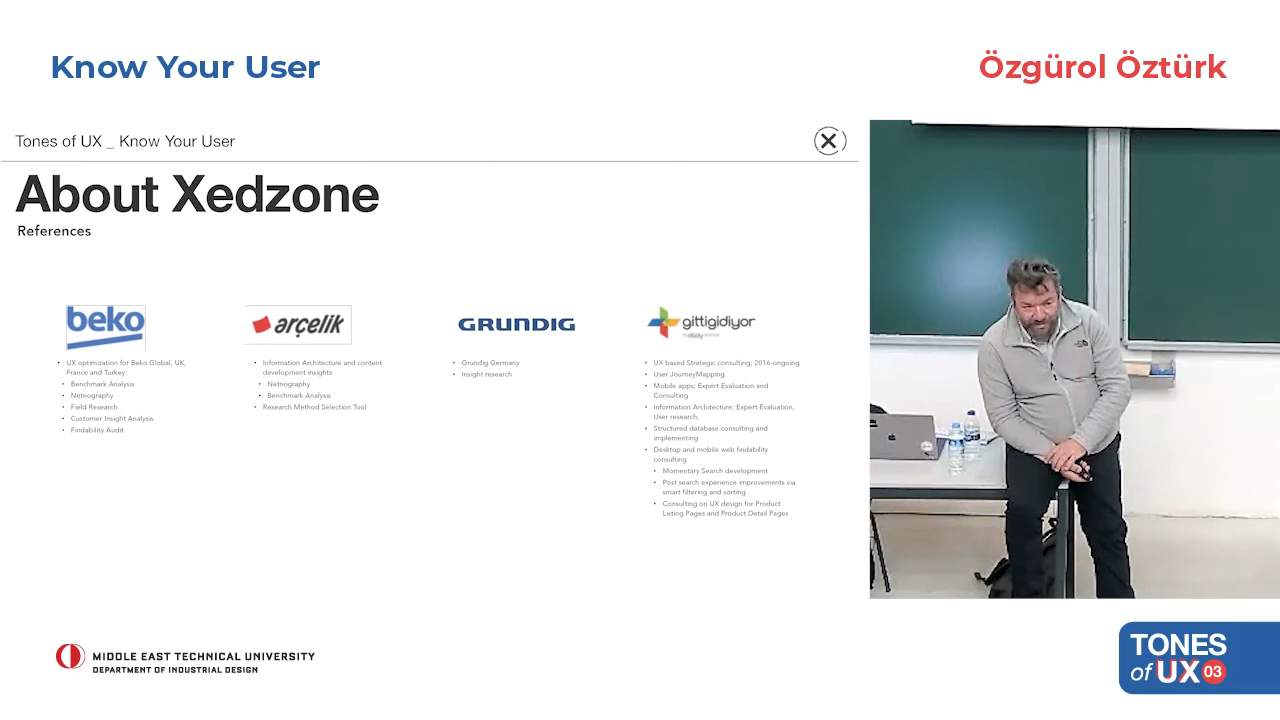 Know Your User
Özgürol Öztürk
Tones of UX _ Know Your User
About Xedzone
References
beko
• UX optimization for Beko Global, UK,
France and Turkey:
• Benchmark Analysis
• Netnography
• Field Research
• Customer Insight Analysis
• Findability Audit
arçelik
• Information Architecture and content
development insights
• Netnography
• Benchmark Analysis
• Research Method Selection Tool
GRUNDIG
• Grundig Germany
• Insight research
gittigidiyor
• UX based Strategic consulting; 2016-ongoing
• User JourneyMapping
• Mobile apps; Expert Evaluation and
Consulting
• Information Architecture; Expert Evaluation,
User research,
• Structured database consulting and
implementing
• Desktop and mobile web findability
consulting
• Momentary Search development
• Post search experience improvements via
smart filtering and sorting
• Consulting on UX design for Product
Listing Pages and Product Detail Pages
MIDDLE EAST TECHNICAL UNIVERSITY
DEPARTMENT OF INDUSTRIAL DESIGN
TONES
of UX 03